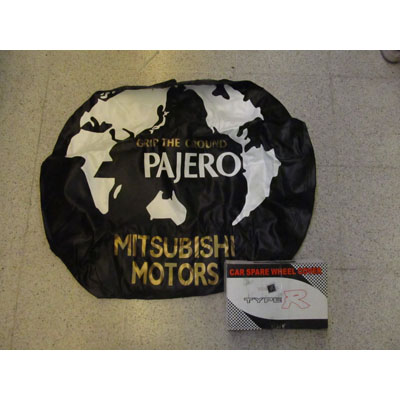 GRIP THE GROUND
PAJERO
MITSUBISHI
MOTORS
CAR SPARE WHEEL COVER
TYPE R